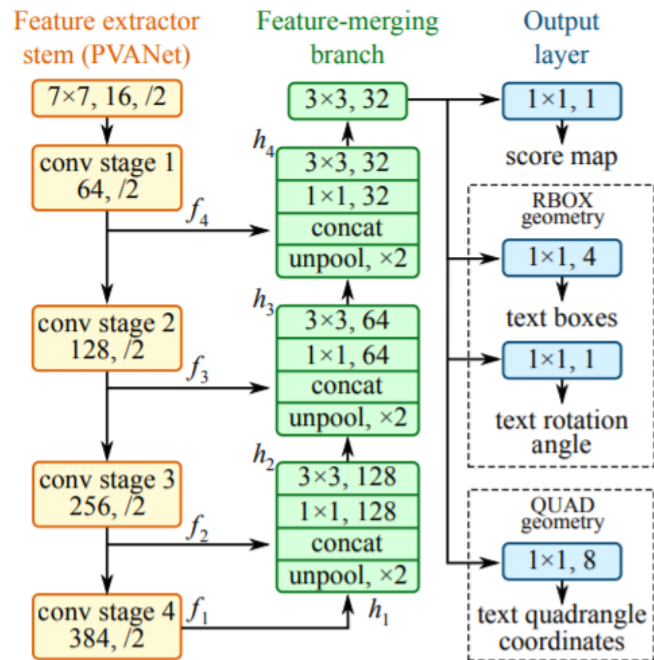 Feature extractor
stem (PVANet)
7×7, 16, /2
conv stage 1
64, /2
f₄
conv stage 2
128, /2
f₃
conv stage 3
256, /2
f₂
conv stage 4
384, /2
f₁
Feature-merging
branch
3×3, 32
h₄
3×3, 32
1×1, 32
concat
unpool, ×2
h₃
3×3, 64
1×1, 64
concat
unpool, ×2
h₂
3×3, 128
1×1, 128
concat
unpool, ×2
h₁
Output
layer
1×1, 1
score map
RBOX
geometry
1×1, 4
text boxes
1×1, 1
text rotation
angle
QUAD
geometry
1×1, 8
text quadrangle
coordinates